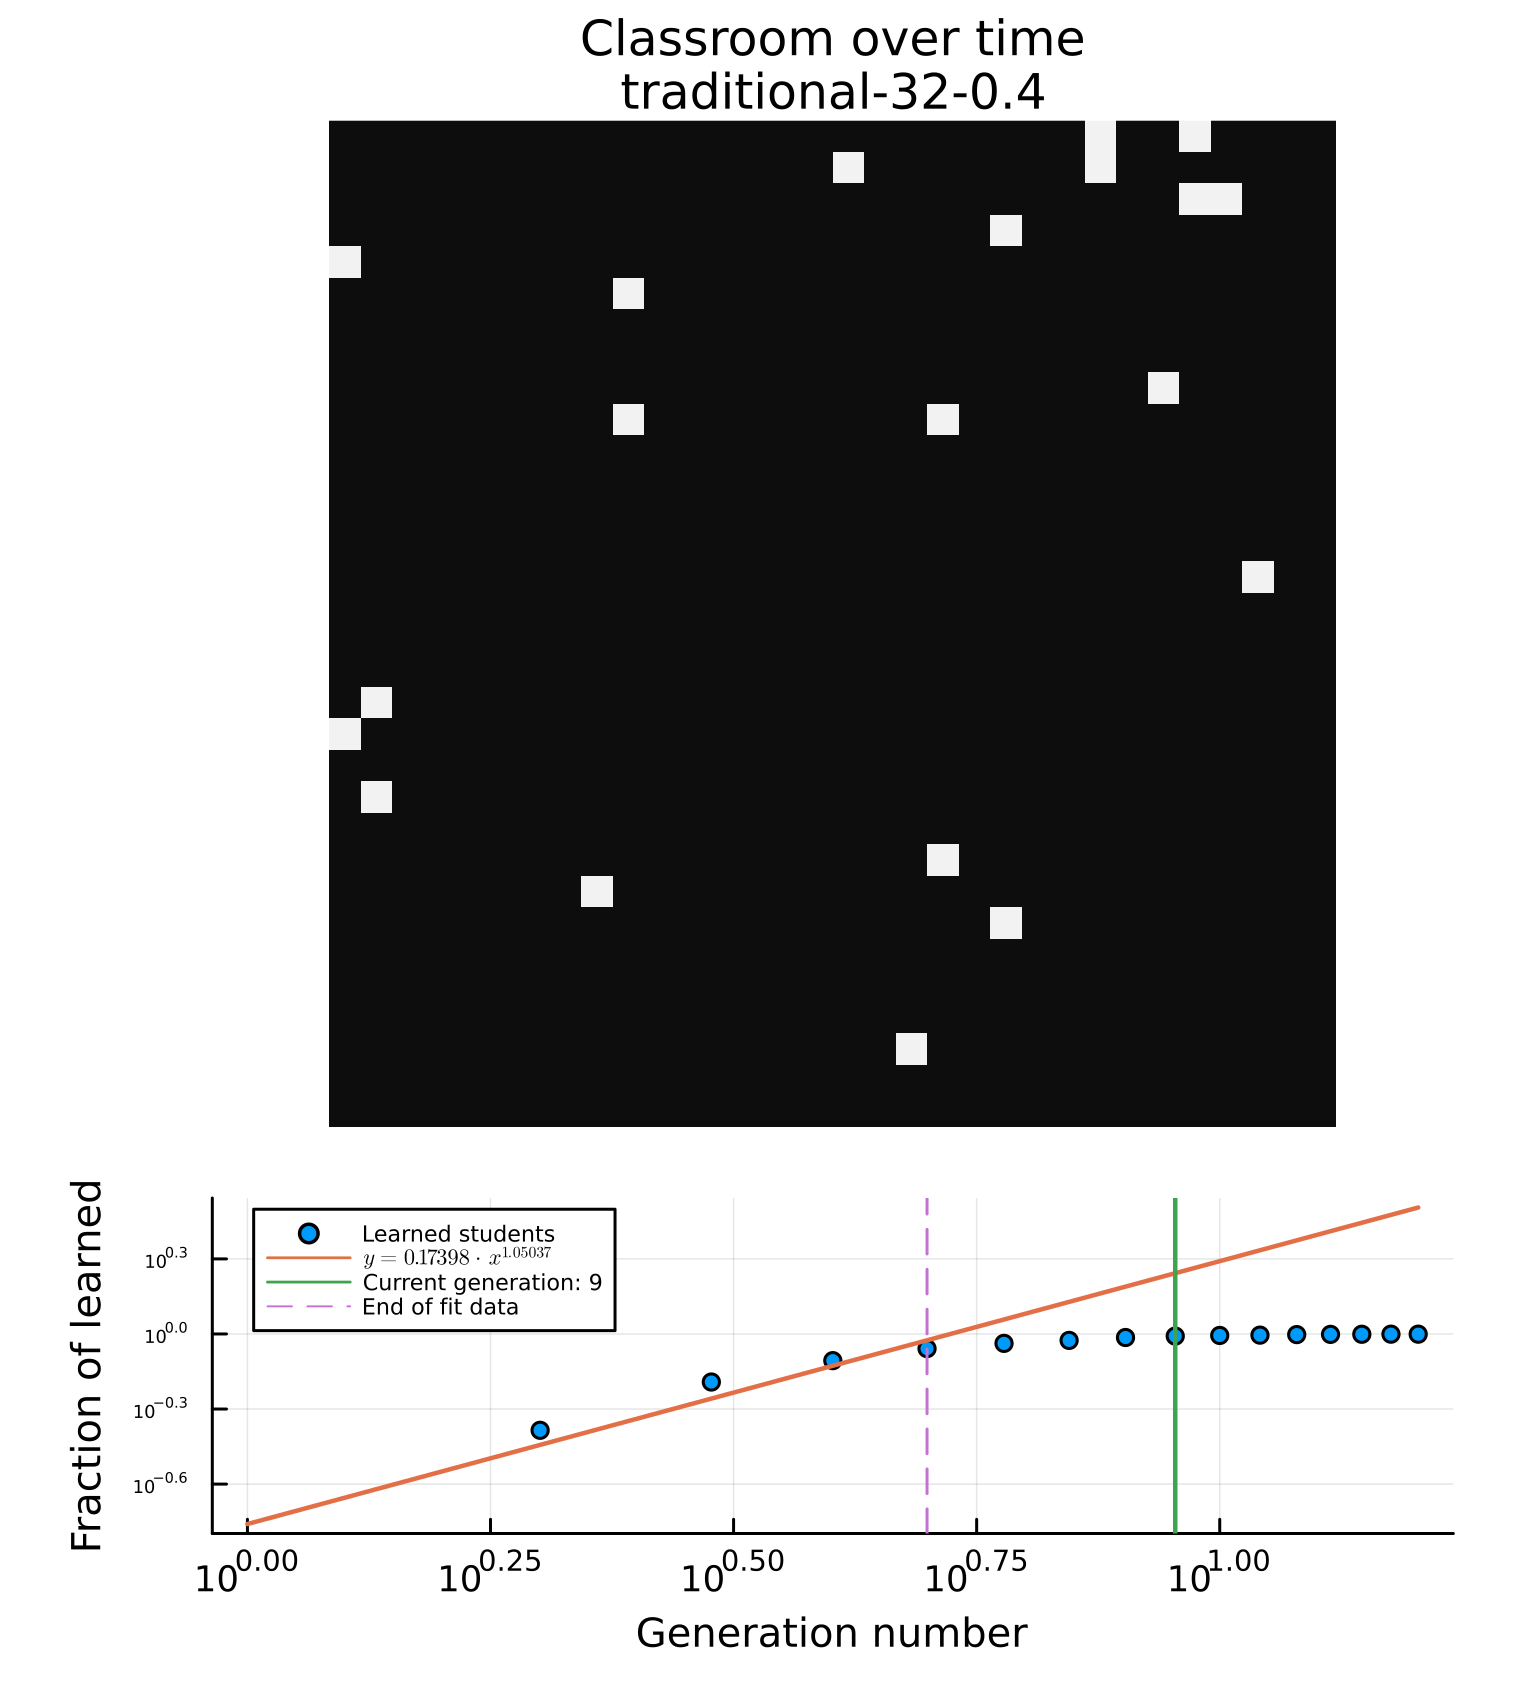 Classroom over time
traditional-32-0.4
Fraction of learned
10^0.3
10^0.0
10^−0.3
10^−0.6
Learned students
y = 0.17398 · x^1.05037
Current generation: 9
End of fit data
10^0.00 10^0.25 10^0.50 10^0.75 10^1.00
Generation number